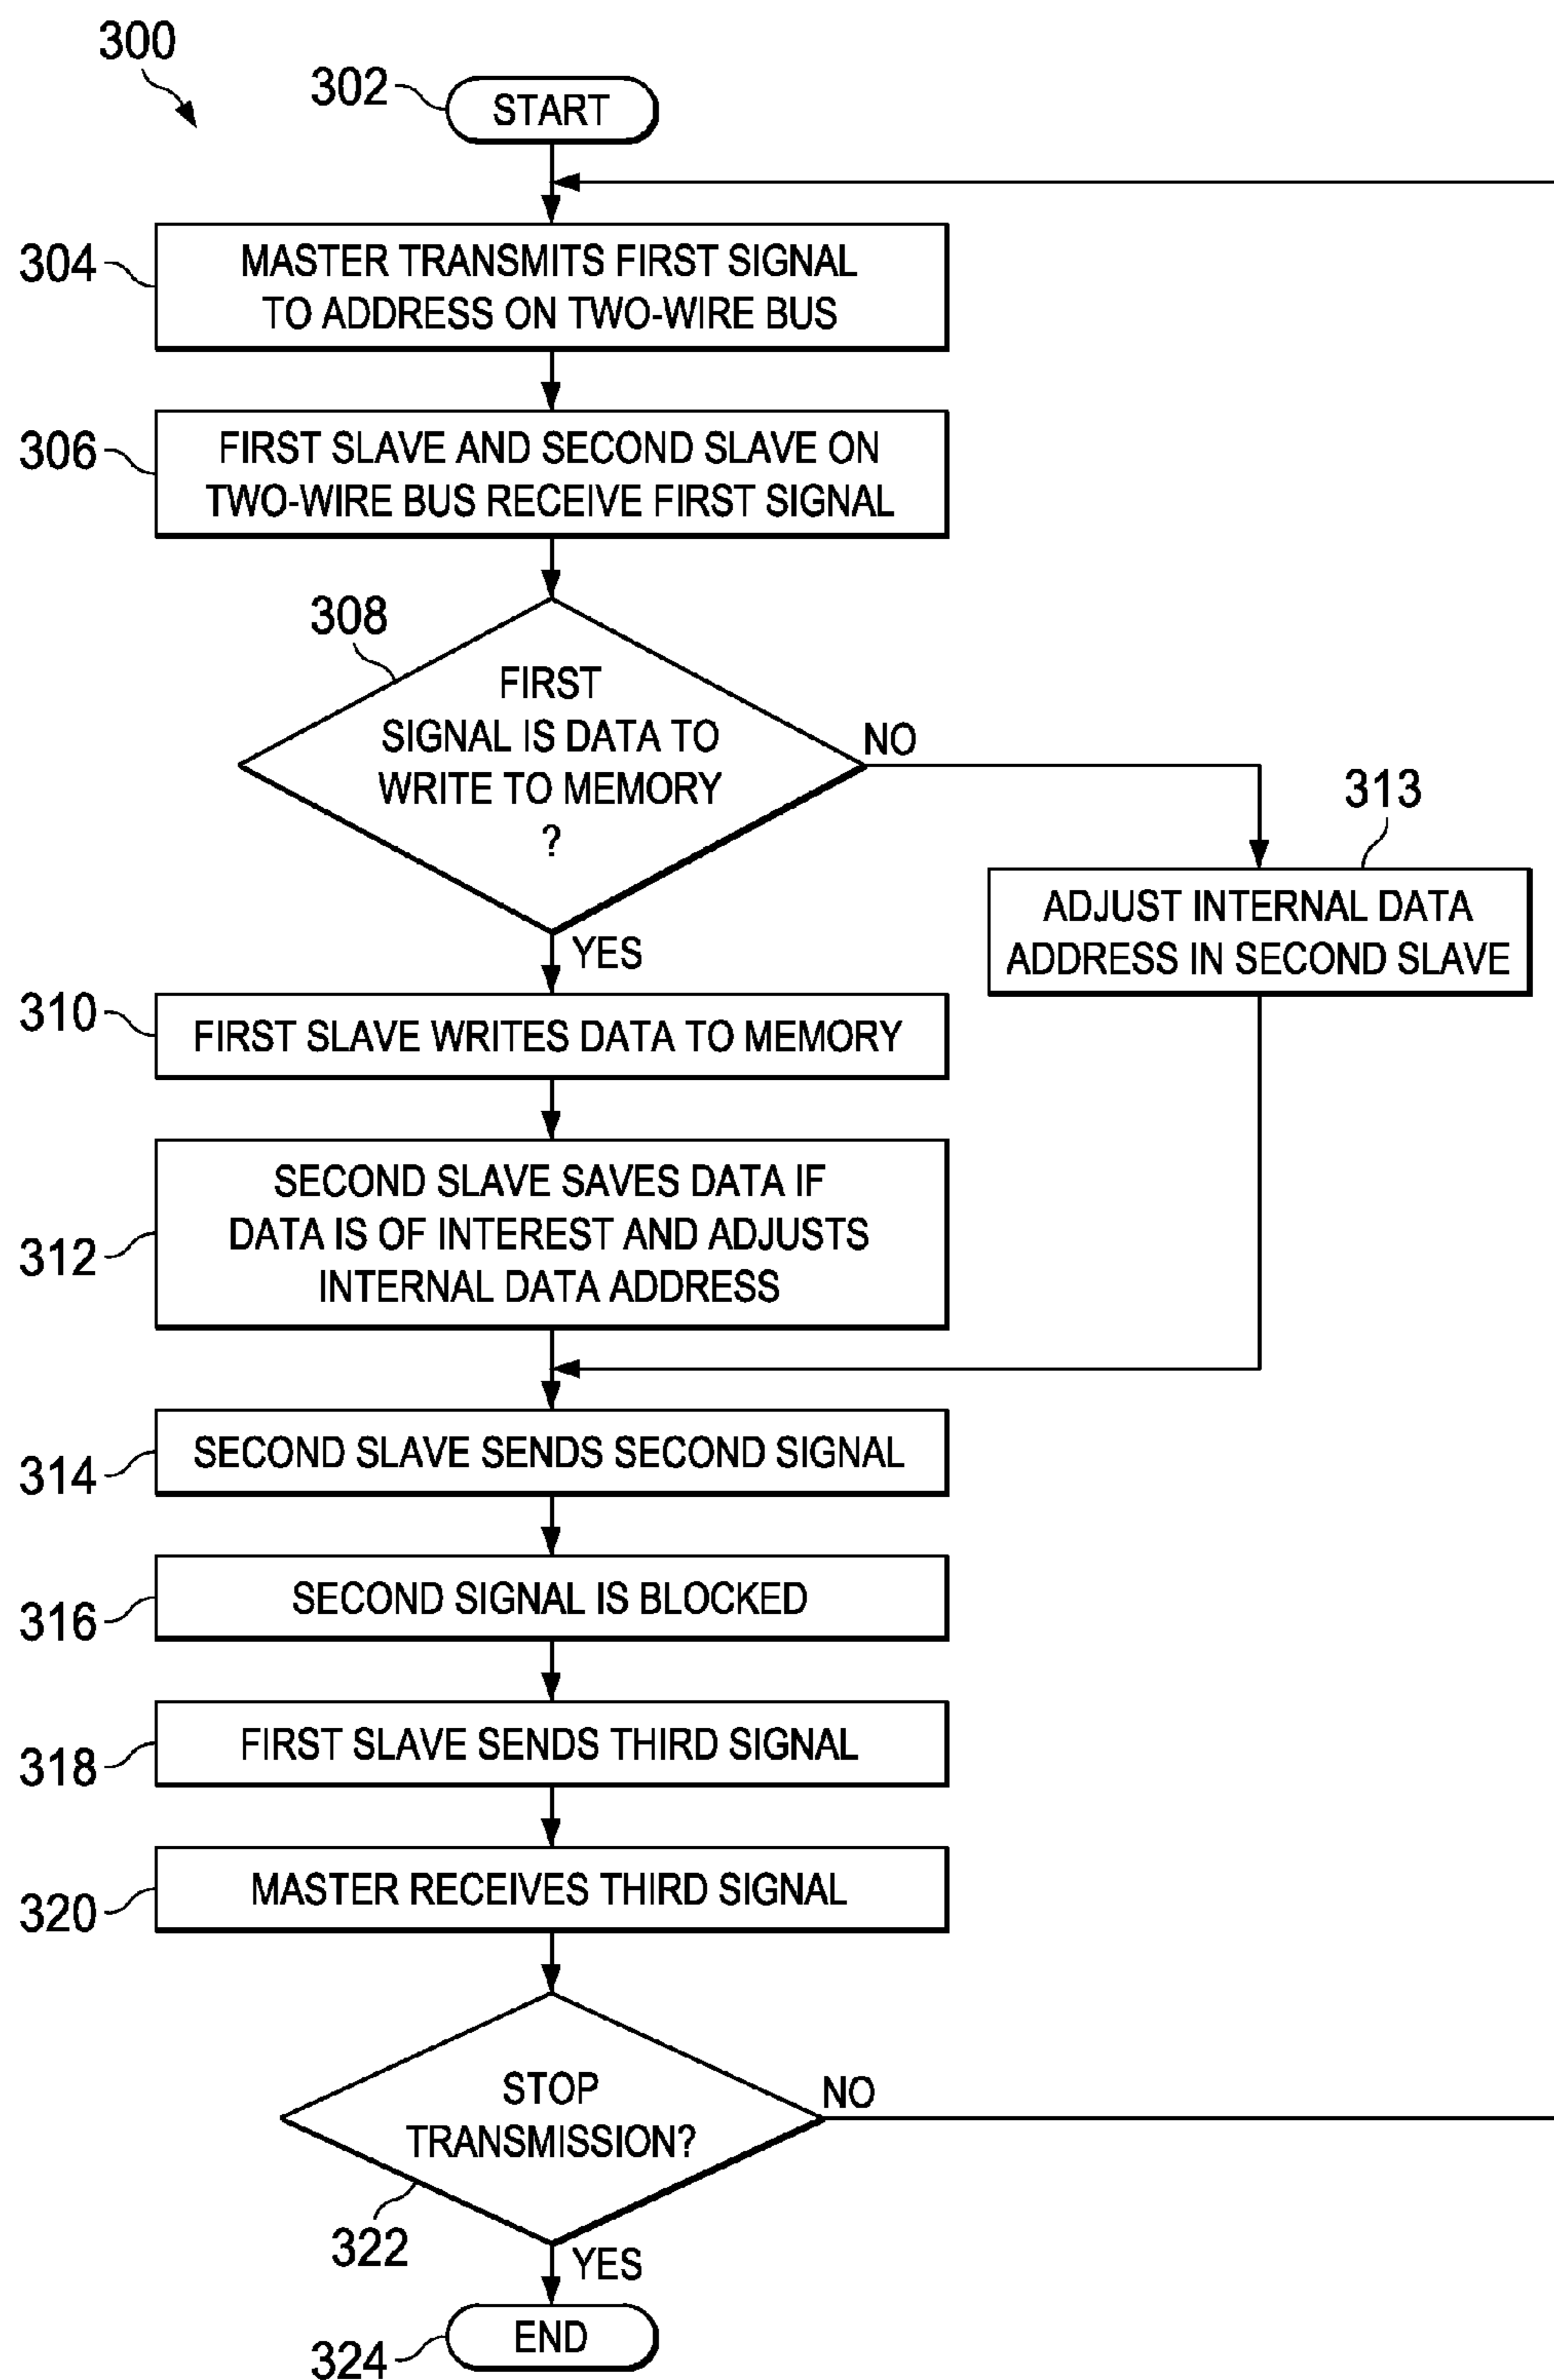 300
302
START
304
MASTER TRANSMITS FIRST SIGNAL
TO ADDRESS ON TWO-WIRE BUS
306
FIRST SLAVE AND SECOND SLAVE ON
TWO-WIRE BUS RECEIVE FIRST SIGNAL
308
FIRST
SIGNAL IS DATA TO
WRITE TO MEMORY
?
NO
YES
313
ADJUST INTERNAL DATA
ADDRESS IN SECOND SLAVE
310
FIRST SLAVE WRITES DATA TO MEMORY
312
SECOND SLAVE SAVES DATA IF
DATA IS OF INTEREST AND ADJUSTS
INTERNAL DATA ADDRESS
314
SECOND SLAVE SENDS SECOND SIGNAL
316
SECOND SIGNAL IS BLOCKED
318
FIRST SLAVE SENDS THIRD SIGNAL
320
MASTER RECEIVES THIRD SIGNAL
STOP
TRANSMISSION?
NO
322
YES
324
END